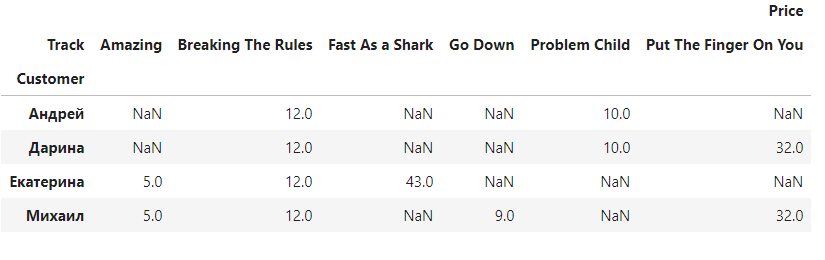 Price
Track Amazing Breaking The Rules Fast As a Shark Go Down Problem Child Put The Finger On You
Customer
Андрей NaN 12.0 NaN NaN 10.0 NaN
Дарина NaN 12.0 NaN NaN 10.0 32.0
Екатерина 5.0 12.0 43.0 NaN NaN NaN
Михаил 5.0 12.0 NaN 9.0 NaN 32.0